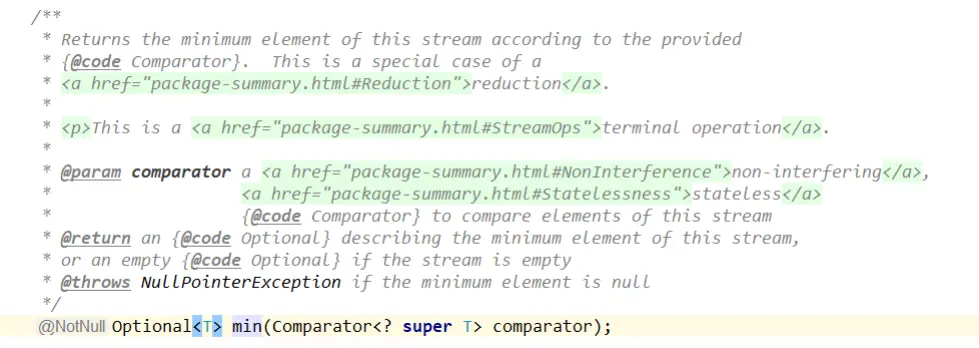 /**
 * Returns the minimum element of this stream according to the provided
 * {@code Comparator}.  This is a special case of a
 * <a href="package-summary.html#Reduction">reduction</a>.
 *
 * <p>This is a <a href="package-summary.html#StreamOps">terminal operation</a>.
 *
 * @param comparator a <a href="package-summary.html#NonInterference">non-interfering</a>,
 *                   <a href="package-summary.html#Statelessness">stateless</a>
 *                   {@code Comparator} to compare elements of this stream
 * @return an {@code Optional} describing the minimum element of this stream,
 * or an empty {@code Optional} if the stream is empty
 * @throws NullPointerException if the minimum element is null
 */
@NotNull Optional<T> min(Comparator<? super T> comparator);